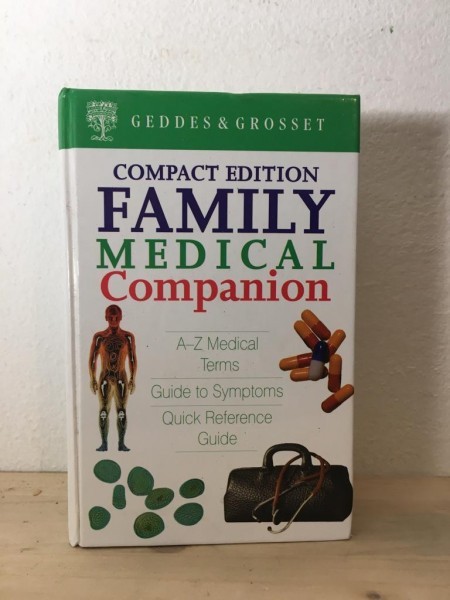 GEDDES & GROSSET
COMPACT EDITION
FAMILY
MEDICAL
Companion
A–Z Medical
Terms
Guide to Symptoms
Quick Reference
Guide